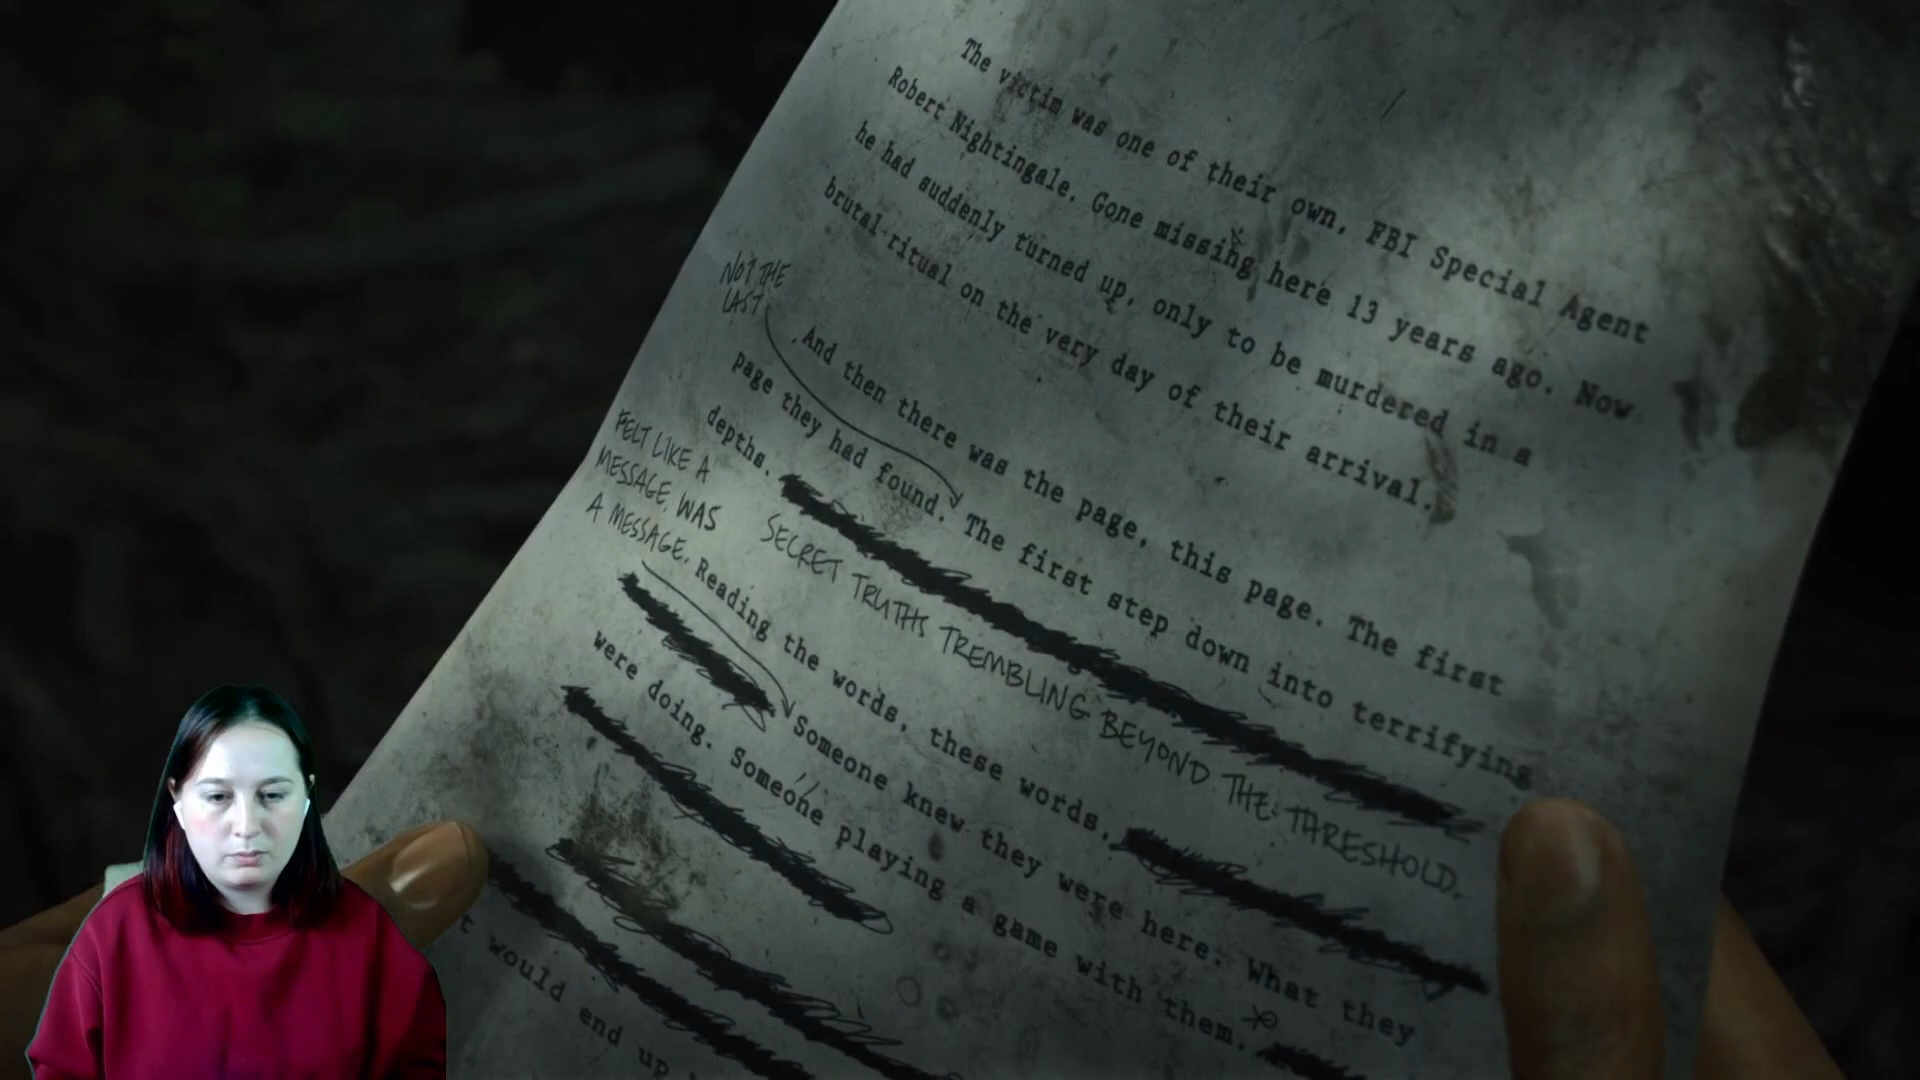 The victim was one of their own, FBI Special Agent
Robert Nightingale. Gone missing here 13 years ago. Now
he had suddenly turned up, only to be murdered in a
brutal ritual on the very day of their arrival.
NOT THE
LAST
And then there was the page, this page. The first
page they had found. The first step down into terrifying
depths.
SECRET TRUTHS TREMBLING BEYOND THE THRESHOLD.
FELT LIKE A
MESSAGE, WAS
A MESSAGE.
Reading the words, these words,
Someone knew they were here. What they
were doing. Someone playing a game with them.
t would end up